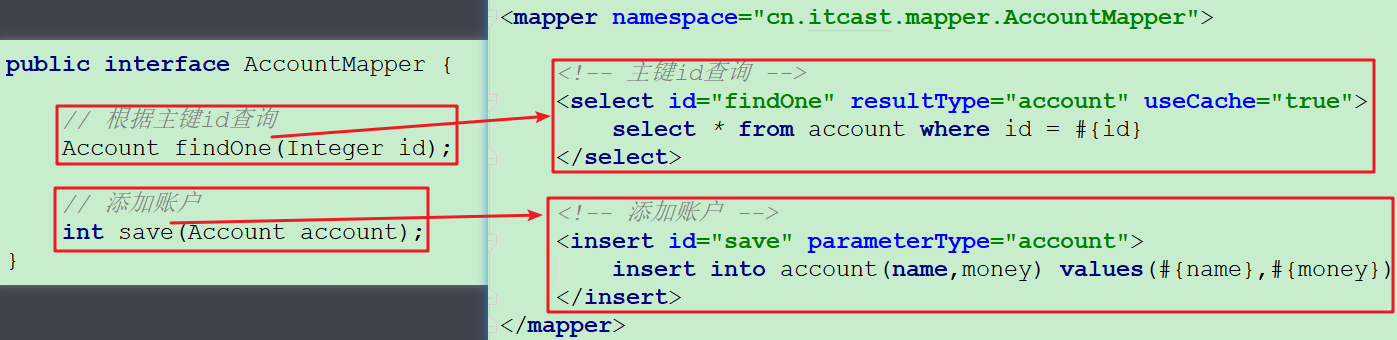 public interface AccountMapper {
// 根据主键id查询
Account findOne(Integer id);
// 添加账户
int save(Account account);
}
<mapper namespace="cn.itcast.mapper.AccountMapper">
<!-- 主键id查询 -->
<select id="findOne" resultType="account" useCache="true">
select * from account where id = #{id}
</select>
<!-- 添加账户 -->
<insert id="save" parameterType="account">
insert into account(name,money) values(#{name},#{money})
</insert>
</mapper>